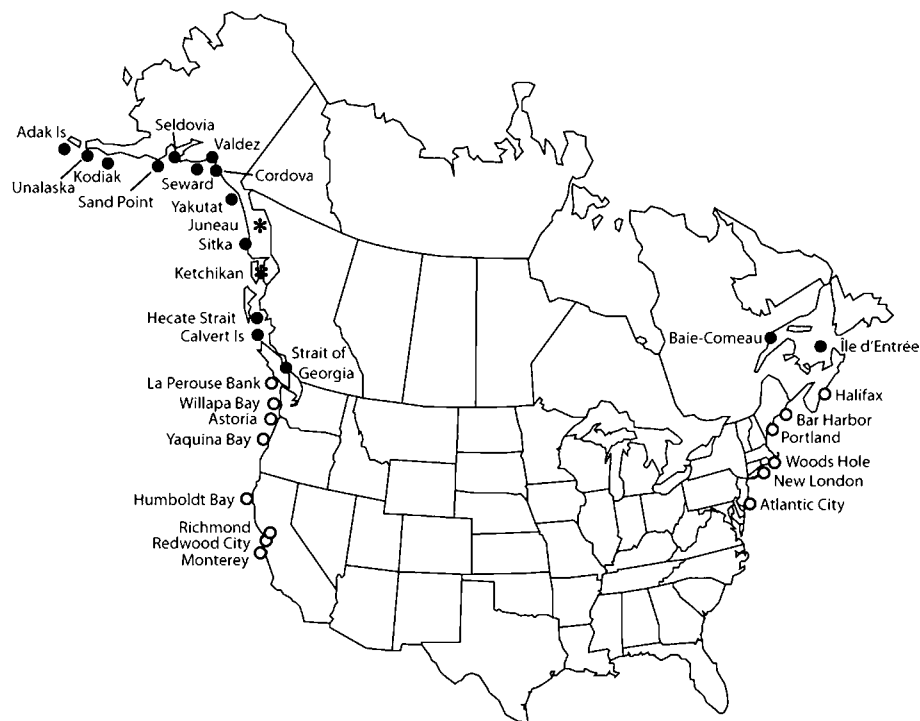 Seldovia
Adak Is
Valdez
Unalaska
Kodiak
Sand Point
Seward
Cordova
Yakutat
Juneau
Sitka
Ketchikan
Hecate Strait
Calvert Is
Strait of
Georgia
La Perouse Bank
Willapa Bay
Astoria
Yaquina Bay
Humboldt Bay
Richmond
Redwood City
Monterey
Baie-Comeau
Île d'Entrée
Halifax
Bar Harbor
Portland
Woods Hole
New London
Atlantic City